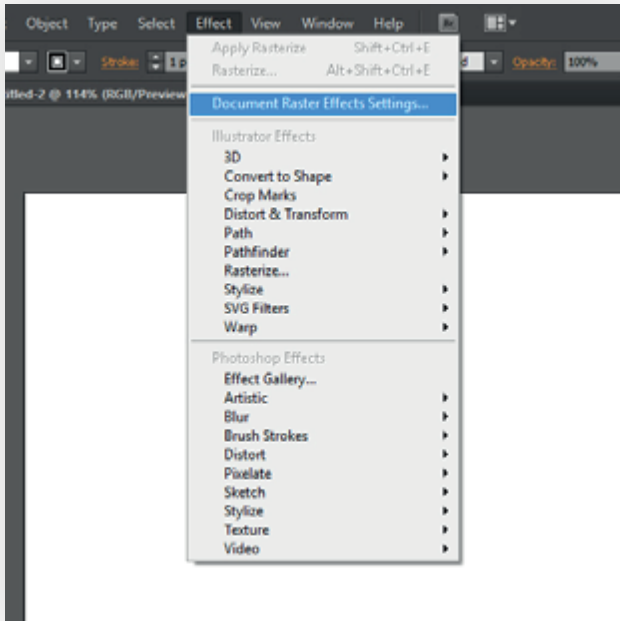 Object Type Select Effect View Window Help Br
Stroke: 1 p Opacity: 100%
itled-2 @ 114% (RGB/Preview
Apply Rasterize Shift+Ctrl+E
Rasterize... Alt+Shift+Ctrl+E
Document Raster Effects Settings...
Illustrator Effects
3D
Convert to Shape
Crop Marks
Distort & Transform
Path
Pathfinder
Rasterize...
Stylize
SVG Filters
Warp
Photoshop Effects
Effect Gallery...
Artistic
Blur
Brush Strokes
Distort
Pixelate
Sketch
Stylize
Texture
Video